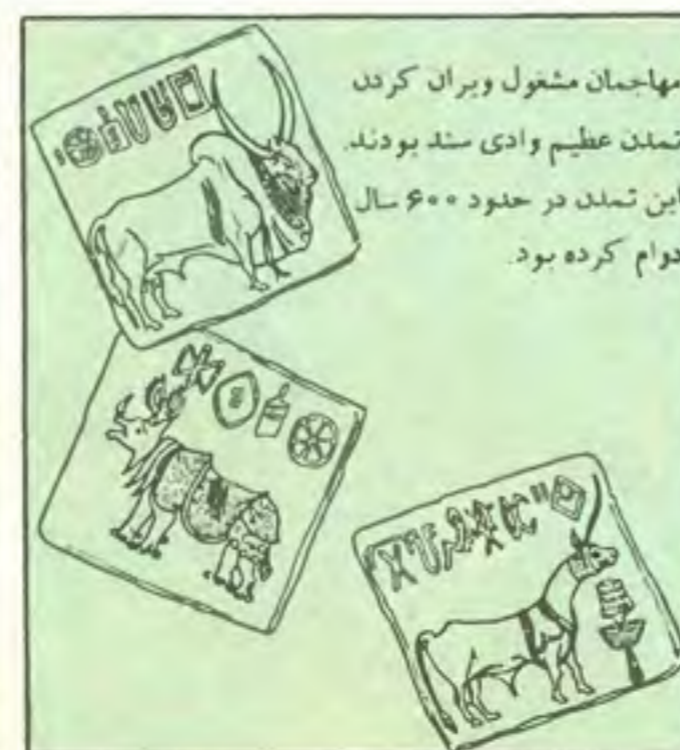 مهاجمان مشغول ویران کردن
تمدن عظیم وادی سند بودند.
این تمدن در حدود ۶۰۰ سال
دوام کرده بود.